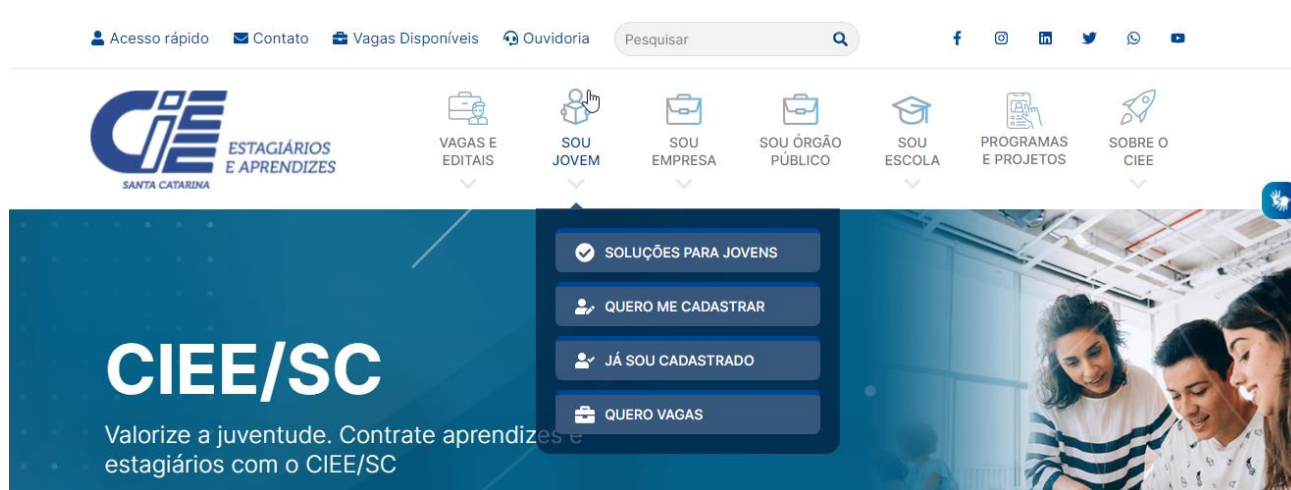 Acesso rápido Contato Vagas Disponíveis Ouvidoria Pesquisar
CIEE
ESTAGIÁRIOS
E APRENDIZES
SANTA CATARINA
VAGAS E
EDITAIS
SOU
JOVEM
SOU
EMPRESA
SOU ÓRGÃO
PÚBLICO
SOU
ESCOLA
PROGRAMAS
E PROJETOS
SOBRE O
CIEE
SOLUÇÕES PARA JOVENS
QUERO ME CADASTRAR
JÁ SOU CADASTRADO
QUERO VAGAS
CIEE/SC
Valorize a juventude. Contrate aprendizes e
estagiários com o CIEE/SC